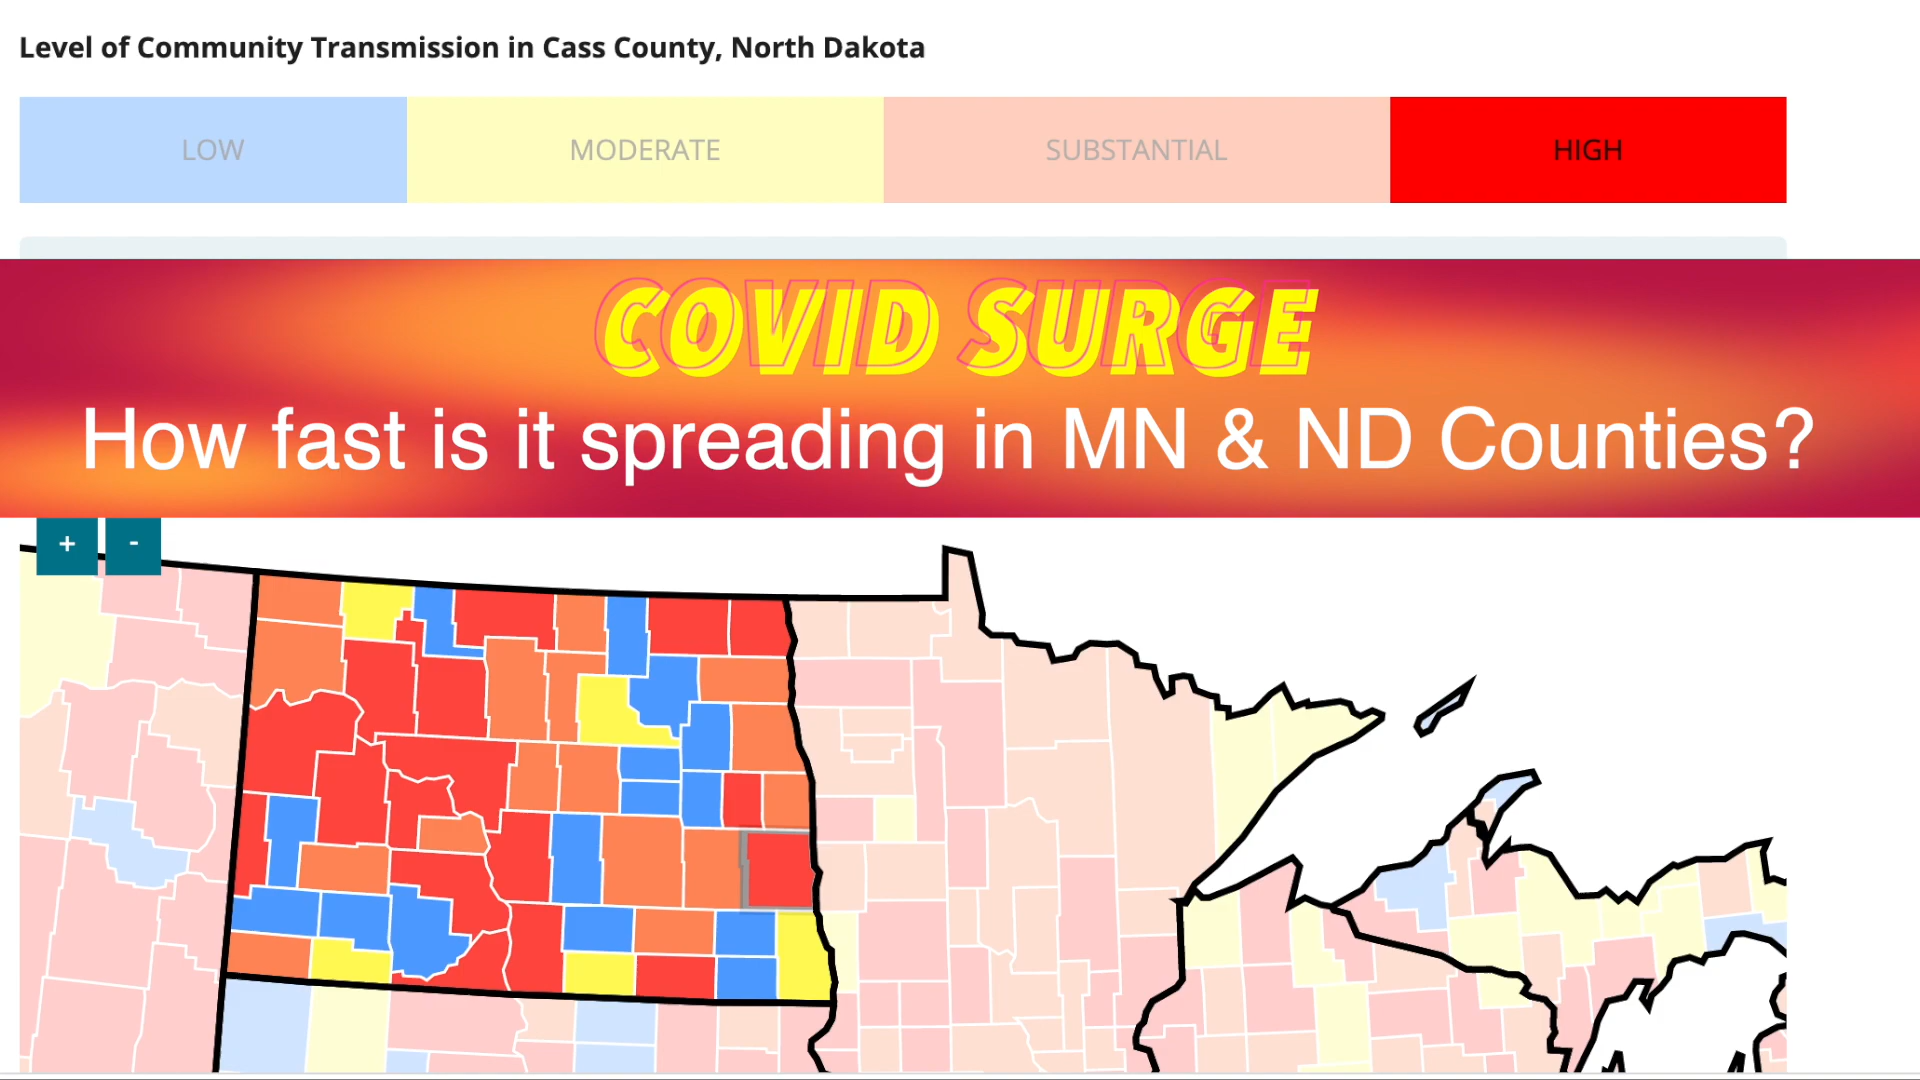 Level of Community Transmission in Cass County, North Dakota
LOW MODERATE SUBSTANTIAL HIGH
COVID SURGE
How fast is it spreading in MN & ND Counties?
+ -